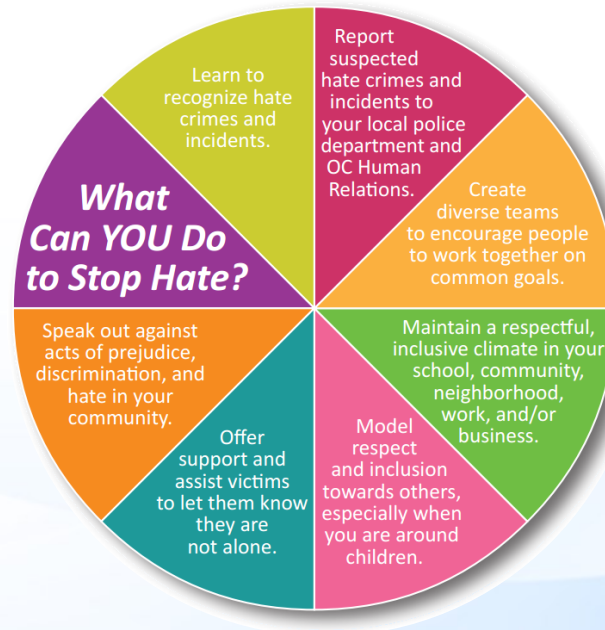 What
Can YOU Do
to Stop Hate?
Learn to
recognize hate
crimes and
incidents.
Report
suspected
hate crimes and
incidents to
your local police
department and
OC Human
Relations.
Create
diverse teams
to encourage people
to work together on
common goals.
Maintain a respectful,
inclusive climate in your
school, community,
neighborhood,
work, and/or
business.
Model
respect
and inclusion
towards others,
especially when
you are around
children.
Offer
support and
assist victims
to let them know
they are
not alone.
Speak out against
acts of prejudice,
discrimination, and
hate in your
community.